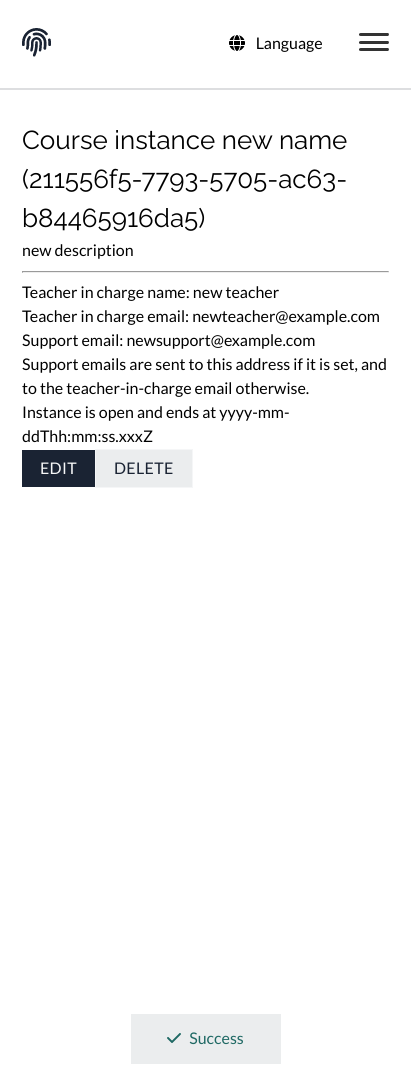 Language
Course instance new name
(211556f5-7793-5705-ac63-
b84465916da5)
new description
Teacher in charge name: new teacher
Teacher in charge email: newteacher@example.com
Support email: newsupport@example.com
Support emails are sent to this address if it is set, and
to the teacher-in-charge email otherwise.
Instance is open and ends at yyyy-mm-
ddThh:mm:ss.xxxZ
EDIT DELETE
Success